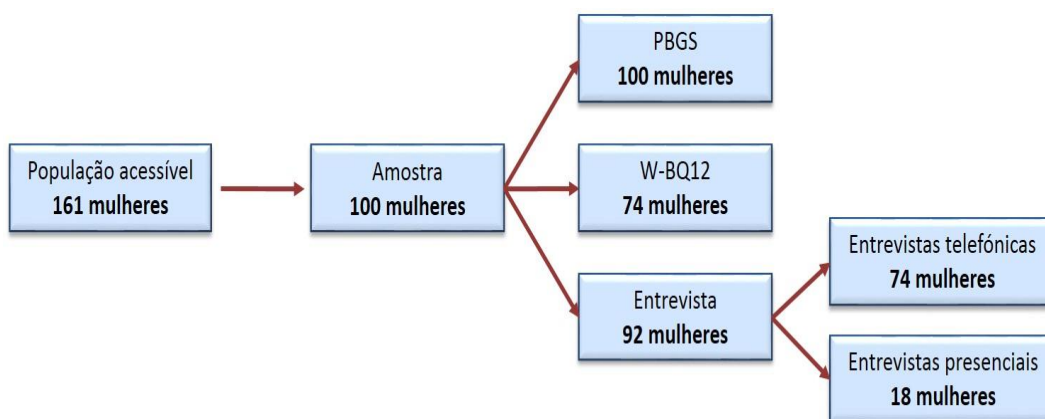 População acessível
161 mulheres
Amostra
100 mulheres
PBGS
100 mulheres
W-BQ12
74 mulheres
Entrevista
92 mulheres
Entrevistas telefónicas
74 mulheres
Entrevistas presenciais
18 mulheres